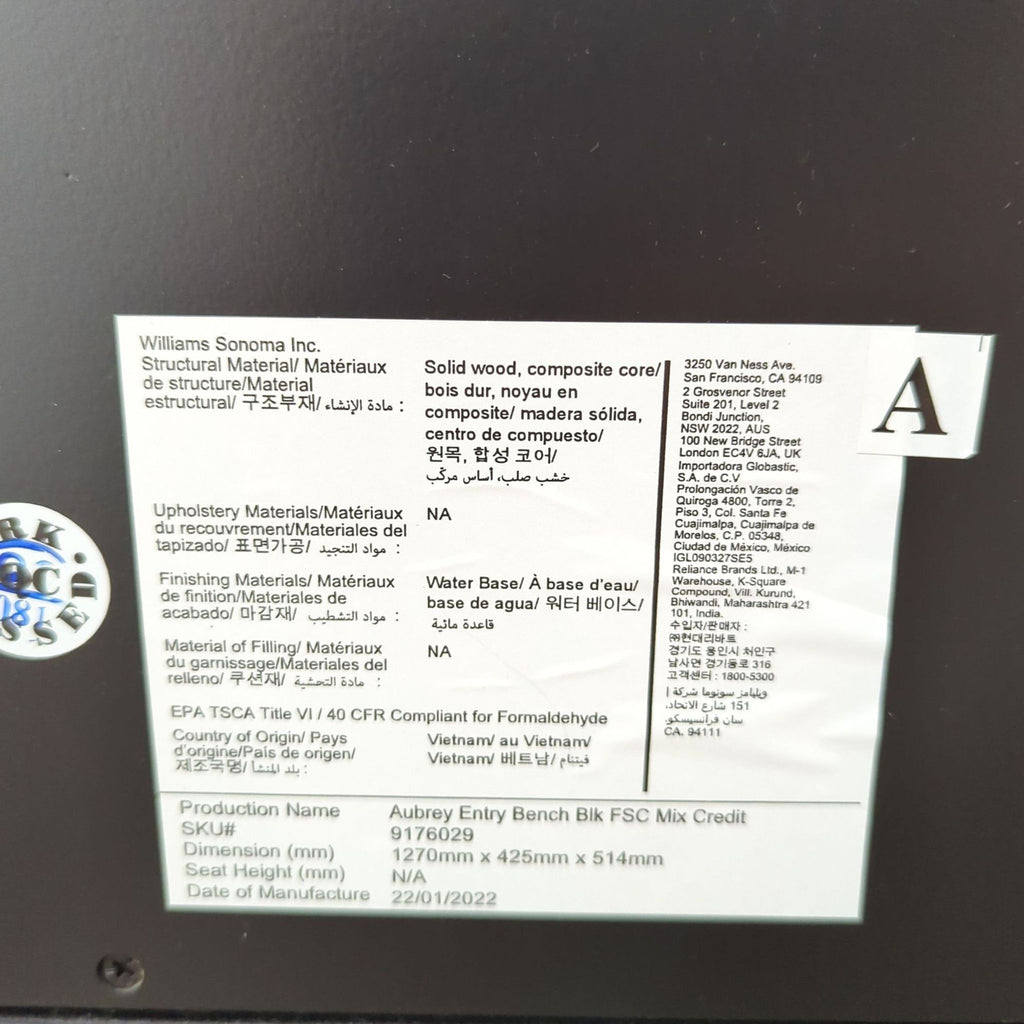 Williams Sonoma Inc.
Structural Material/ Matériaux
de structure/Material
estructural/ 구조부재/ مادة الإنشاء :
Solid wood, composite core/
bois dur, noyau en
composite/ madera sólida,
centro de compuesto/
원목, 합성 코어/
خشب صلب، أساس مركّب
Upholstery Materials/Matériaux
du recouvrement/Materiales del
tapizado/ 표면가공/ مواد التنجيد :
NA
Finishing Materials/ Matériaux
de finition/Materiales de
acabado/ 마감재/ مواد التشطيب :
Water Base/ À base d'eau/
base de agua/ 워터 베이스/
قاعدة مائية
Material of Filling/ Matériaux
du garnissage/Materiales del
relleno/ 쿠션재/ مادة التحشية :
NA
EPA TSCA Title VI / 40 CFR Compliant for Formaldehyde
Country of Origin/ Pays
d'origine/País de origen/
제조국명/ بلد المنشأ :
Vietnam/ au Vietnam/
Vietnam/ 베트남/ فيتنام
3250 Van Ness Ave.
San Francisco, CA 94109
2 Grosvenor Street
Suite 201, Level 2
Bondi Junction,
NSW 2022, AUS
100 New Bridge Street
London EC4V 6JA, UK
Importadora Globastic,
S.A. de C.V
Prolongación Vasco de
Quiroga 4800, Torre 2,
Piso 3, Col. Santa Fe
Cuajimalpa, Cuajimalpa de
Morelos, C.P. 05348,
Ciudad de México, México
IGL090327SE5
Reliance Brands Ltd., M-1
Warehouse, K-Square
Compound, Vill. Kurund,
Bhiwandi, Maharashtra 421
101, India.
수입자/판매자 :
㈜현대리바트
경기도 용인시 처인구
남사면 경기동로 316
고객센터 : 1800-5300
ويليامز سونوما شركة |
151 شارع الاتحاد،
سان فرانسيسكو،
CA. 94111
A
Production Name Aubrey Entry Bench Blk FSC Mix Credit
SKU# 9176029
Dimension (mm) 1270mm x 425mm x 514mm
Seat Height (mm) N/A
Date of Manufacture 22/01/2022
QC